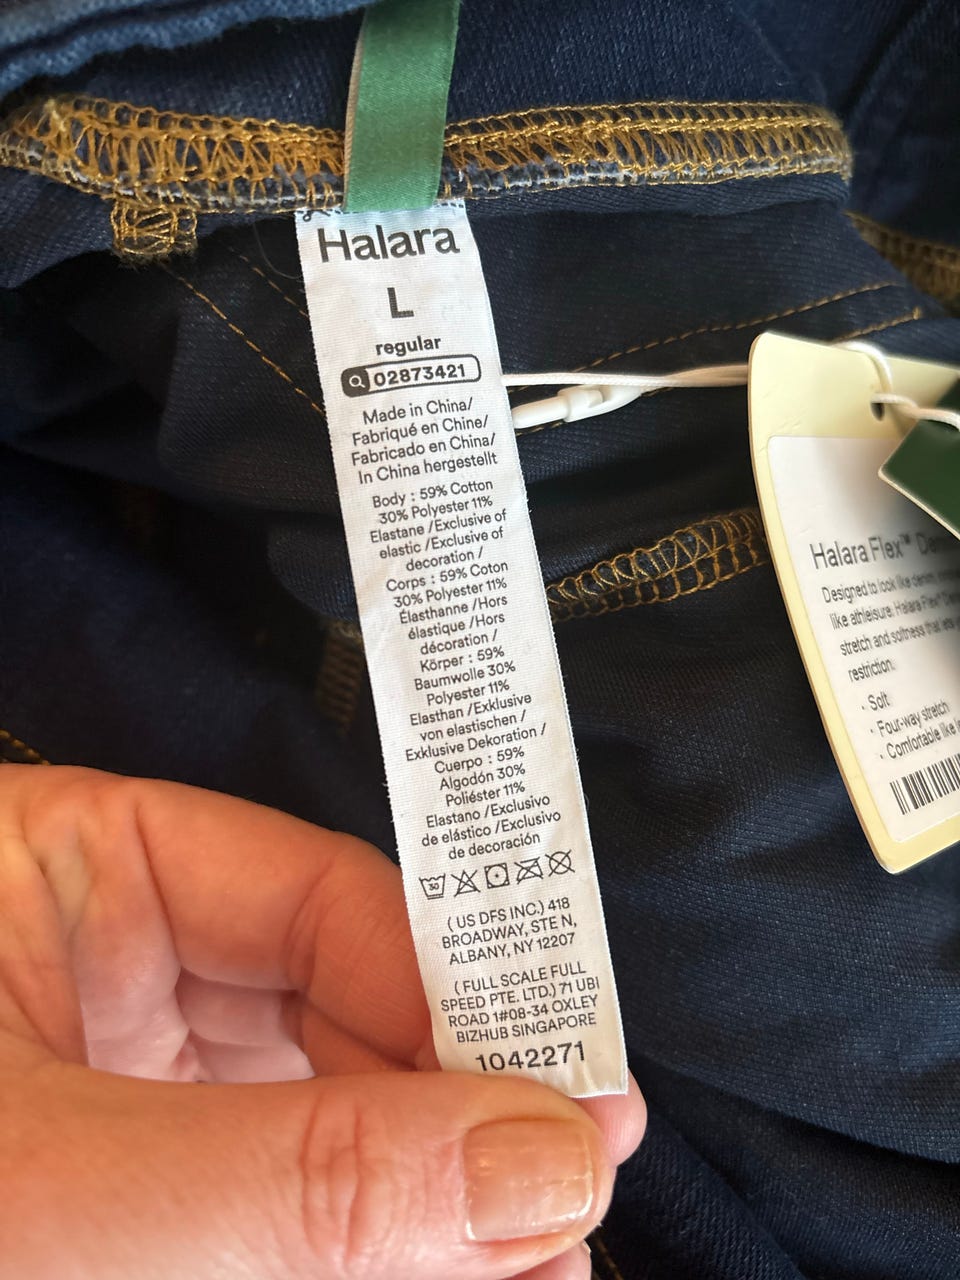 Halara
L
regular
02873421
Made in China/
Fabriqué en Chine/
Fabricado en China/
In China hergestellt
Body : 59% Cotton
30% Polyester 11%
Elastane /Exclusive of
elastic /Exclusive of
decoration /
Corps : 59% Coton
30% Polyester 11%
Élasthanne /Hors
élastique /Hors
décoration /
Körper : 59%
Baumwolle 30%
Polyester 11%
Elasthan /Exklusive
von elastischen /
Exklusive Dekoration /
Cuerpo : 59%
Algodón 30%
Poliéster 11%
Elastano /Exclusivo
de elástico /Exclusivo
de decoración
30
( US DFS INC.) 418
BROADWAY, STE N,
ALBANY, NY 12207
( FULL SCALE FULL
SPEED PTE. LTD.) 71 UBI
ROAD 1#08-34 OXLEY
BIZHUB SINGAPORE
1042271
Halara Flex™
Designed to look like denim,
like athleisure: Halara Flex™
stretch and softness that
restriction.
· Soft
· Four-way stretch
· Comfortable like